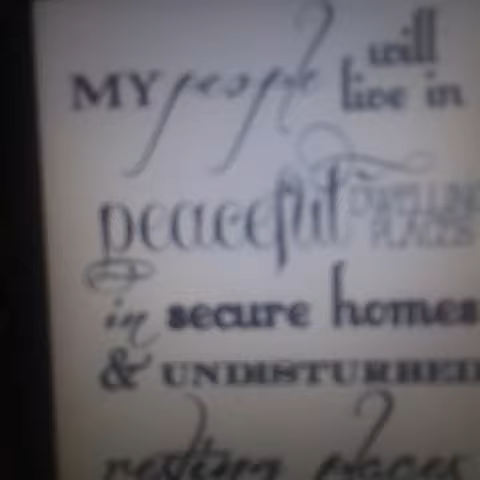 MY people will live in
peaceful DWELLING PLACES
in secure homes
& UNDISTURBED
resting places